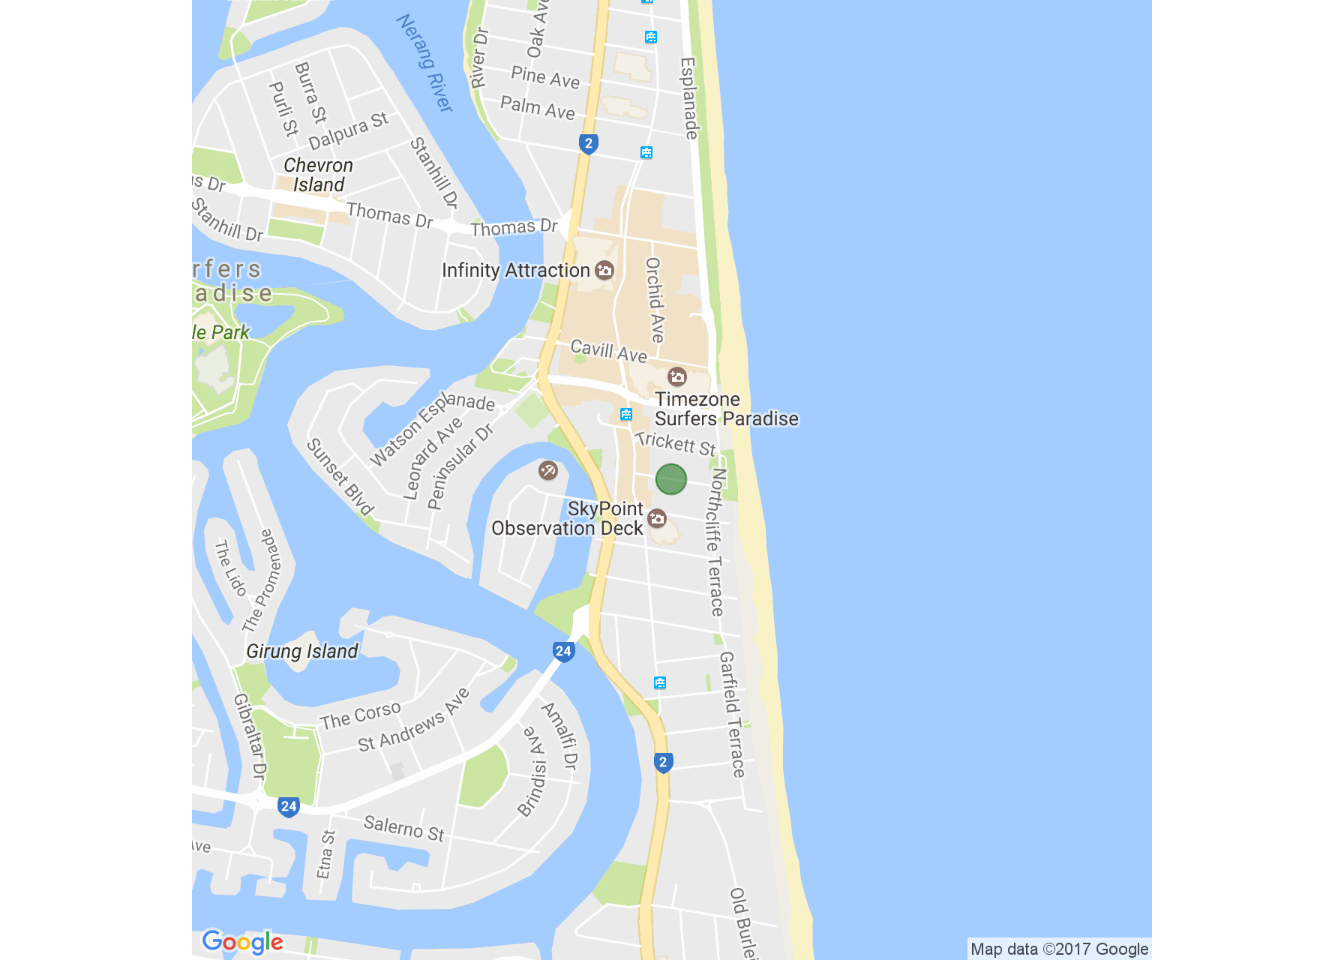 Nerang River
River Dr
Oak Ave
Pine Ave
Palm Ave
Esplanade
Burra St
Purli St
Dalpura St
Stanhill Dr
2
Chevron
Island
as Dr
Thomas Dr
Thomas Dr
Stanhill Dr
rfers
adise
Infinity Attraction
Orchid Ave
le Park
Cavill Ave
Timezone
Surfers Paradise
Watson Esplanade
Leonard Ave
Peninsular Dr
Sunset Blvd
Trickett St
Northcliffe Terrace
SkyPoint
Observation Deck
The Lido
The Promenade
Girung Island
24
Garfield Terrace
Gibraltar Dr
The Corso
St Andrews Ave
Amalfi Dr
Brindisi Ave
2
24
Salerno St
Etna St
Ave
Old Burlei
Google
Map data ©2017 Google